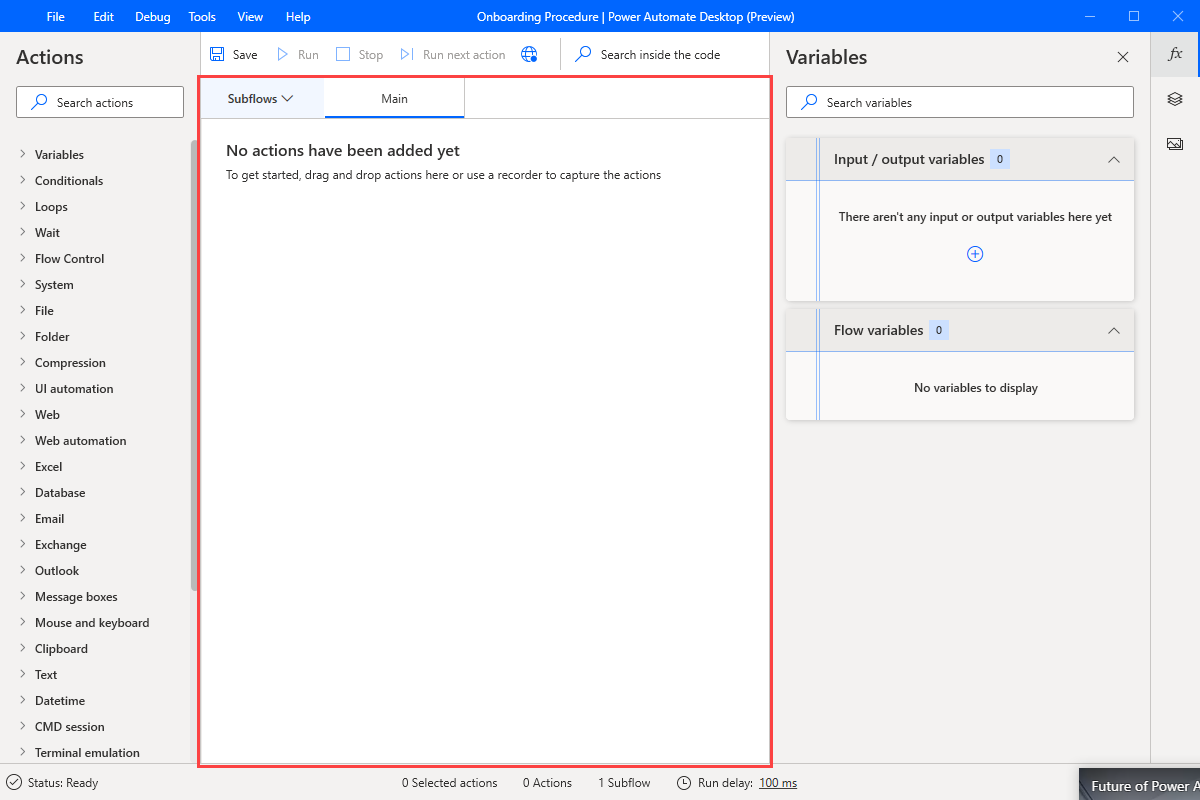 File Edit Debug Tools View Help Onboarding Procedure | Power Automate Desktop (Preview)
Actions
Search actions
Variables
Conditionals
Loops
Wait
Flow Control
System
File
Folder
Compression
UI automation
Web
Web automation
Excel
Database
Email
Exchange
Outlook
Message boxes
Mouse and keyboard
Clipboard
Text
Datetime
CMD session
Terminal emulation
Save Run Stop Run next action Search inside the code
Subflows Main
No actions have been added yet
To get started, drag and drop actions here or use a recorder to capture the actions
Variables
Search variables
Input / output variables 0
There aren't any input or output variables here yet
Flow variables 0
No variables to display
fx
Status: Ready 0 Selected actions 0 Actions 1 Subflow Run delay: 100 ms
Future of Power A